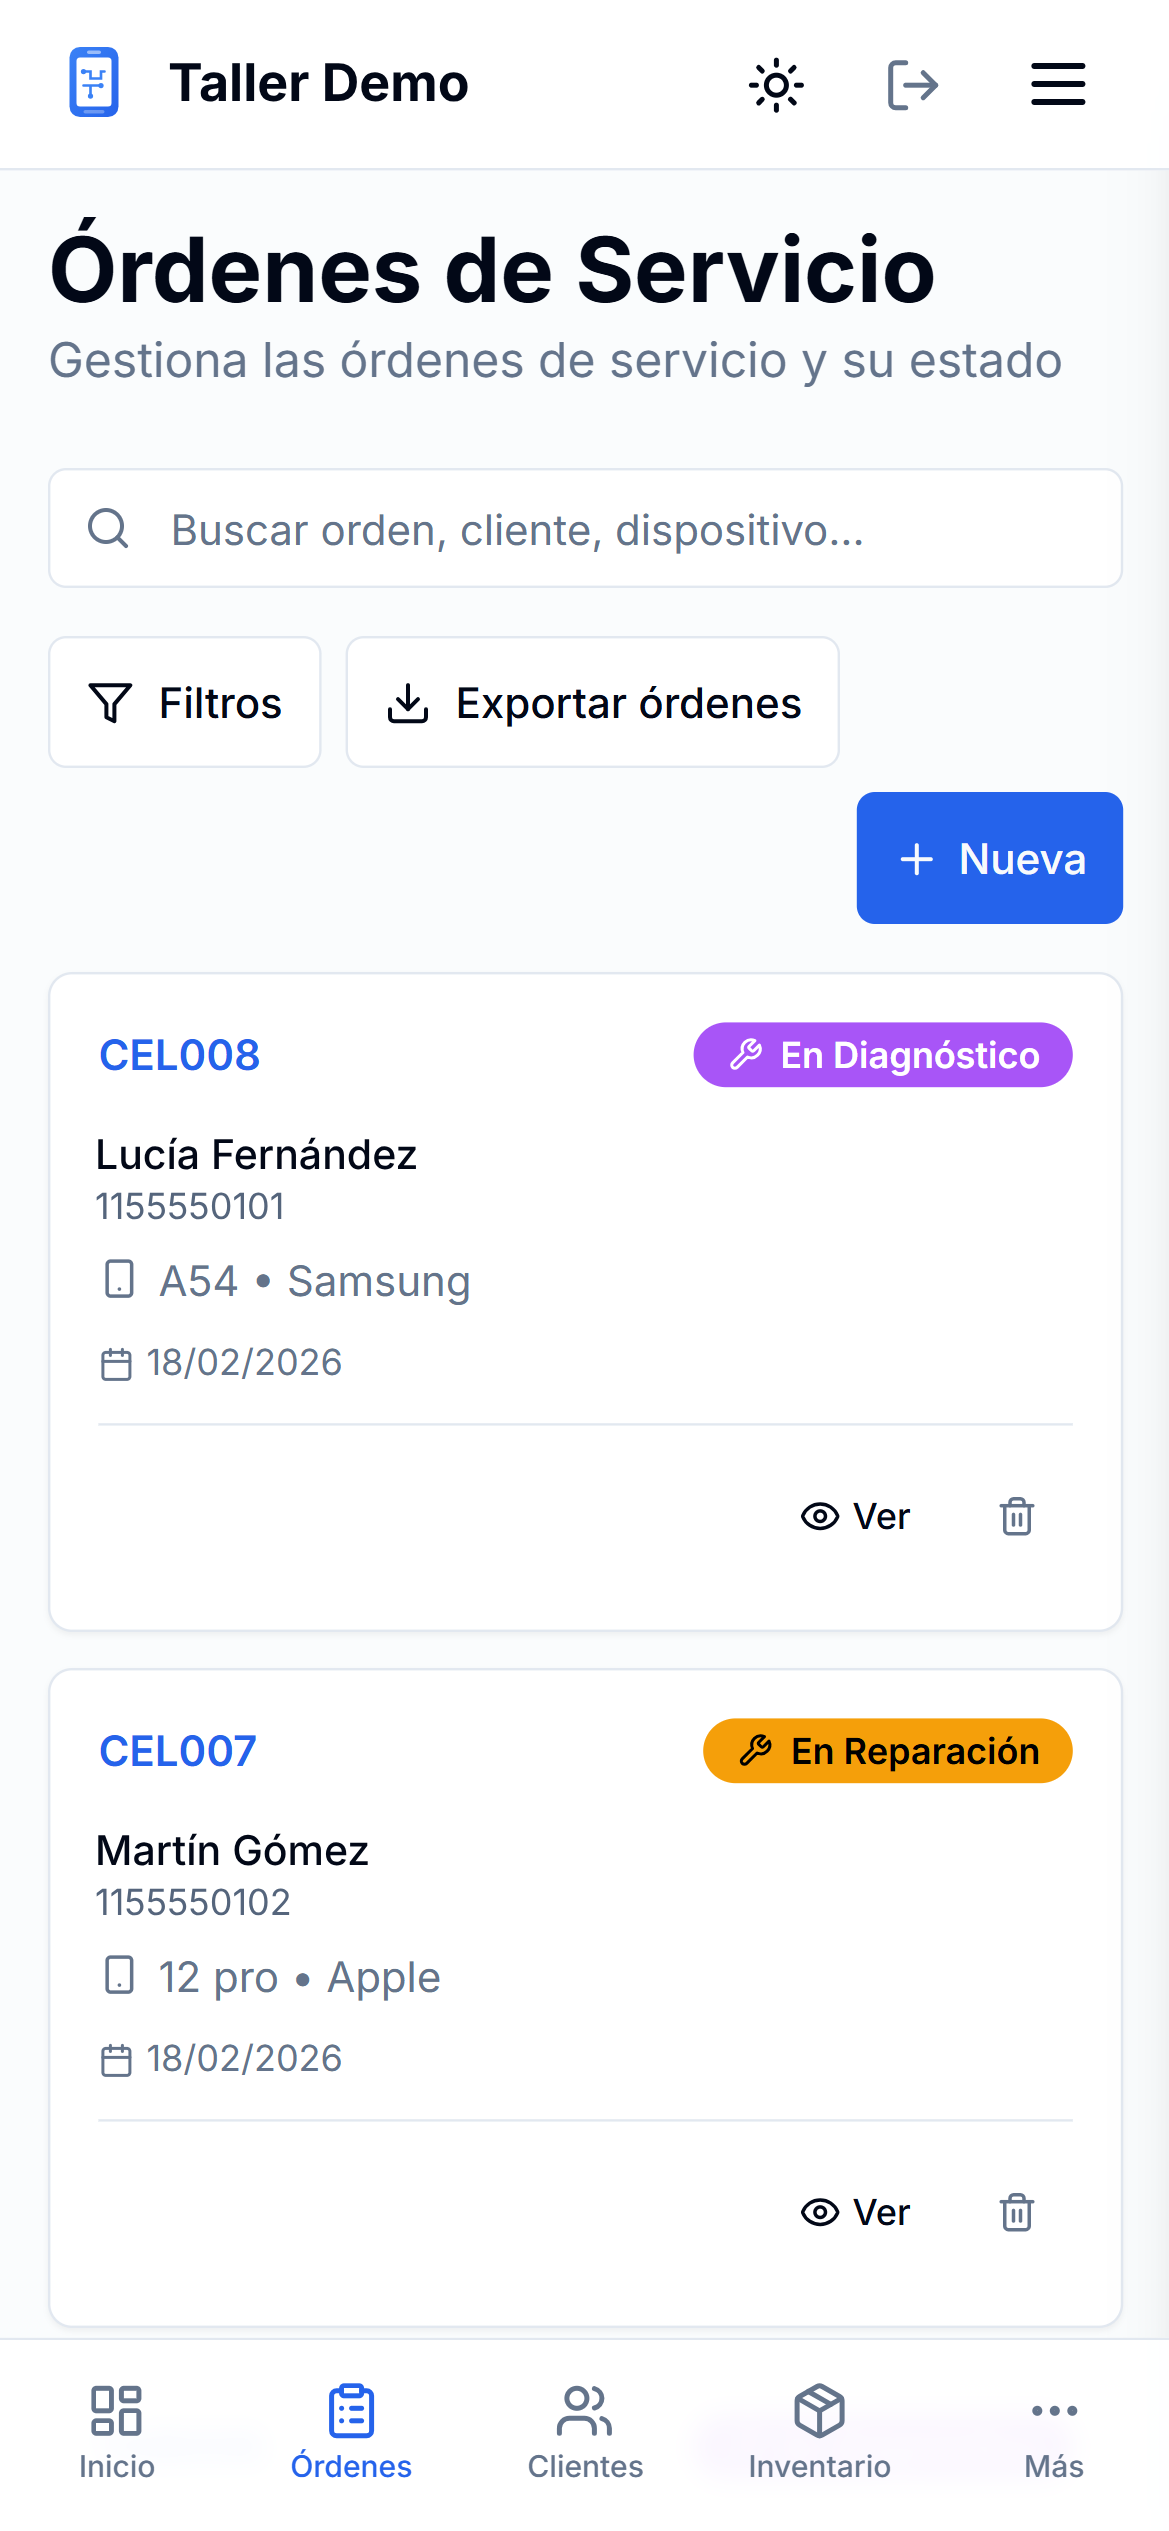 Taller Demo
Órdenes de Servicio
Gestiona las órdenes de servicio y su estado
Buscar orden, cliente, dispositivo...
Filtros
Exportar órdenes
Nueva
CEL008
En Diagnóstico
Lucía Fernández
1155550101
A54 • Samsung
18/02/2026
Ver
CEL007
En Reparación
Martín Gómez
1155550102
12 pro • Apple
18/02/2026
Ver
Inicio
Órdenes
Clientes
Inventario
Más